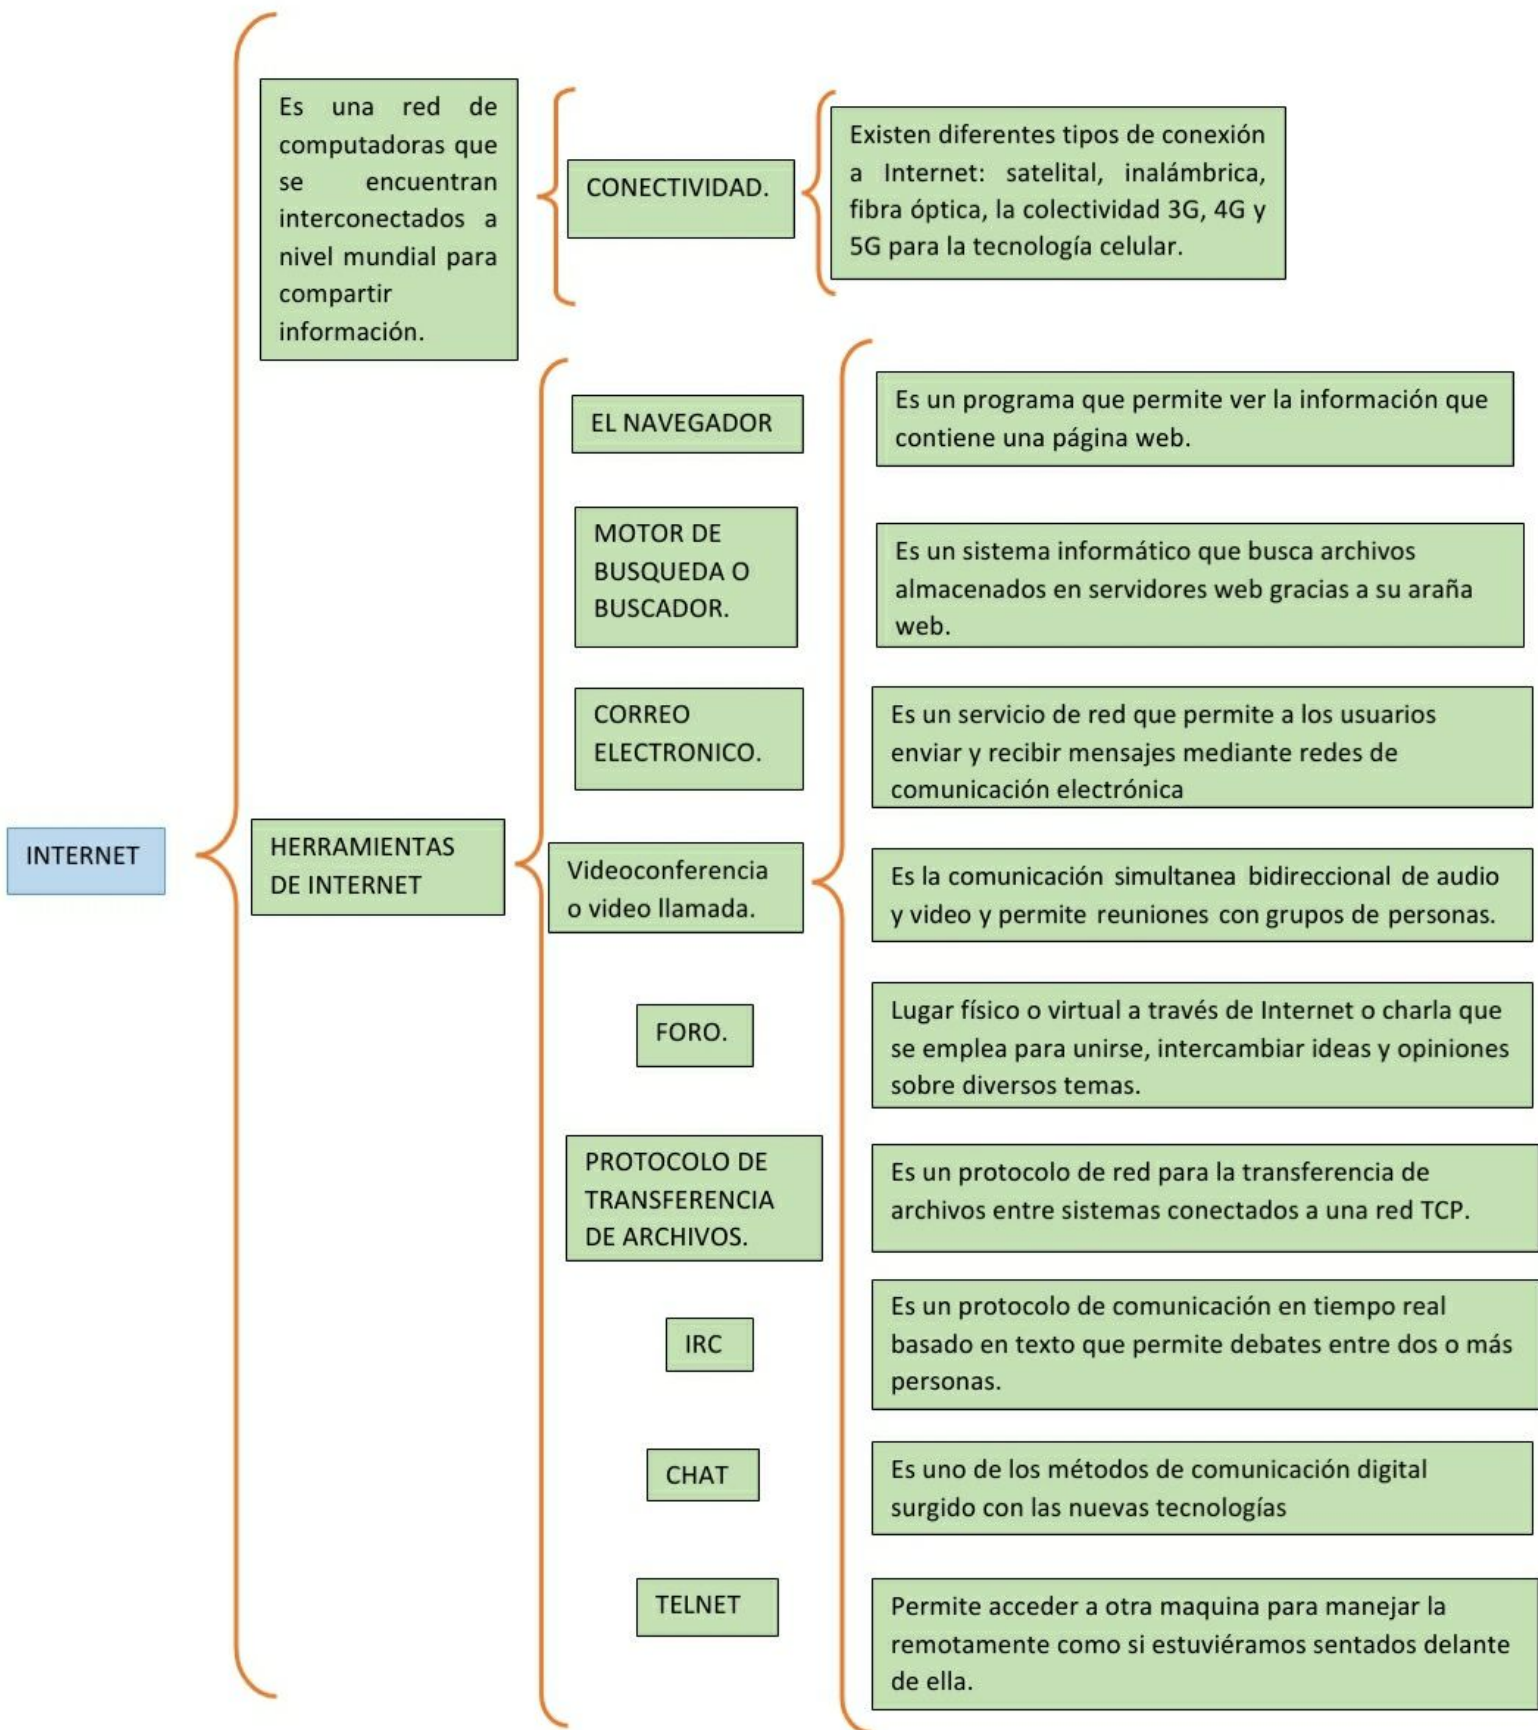 Es una red de
computadoras que
se encuentran
interconectados a
nivel mundial para
compartir
información.
CONECTIVIDAD.
Existen diferentes tipos de conexión
a Internet: satelital, inalámbrica,
fibra óptica, la colectividad 3G, 4G y
5G para la tecnología celular.
INTERNET
HERRAMIENTAS
DE INTERNET
EL NAVEGADOR
Es un programa que permite ver la información que
contiene una página web.
MOTOR DE
BUSQUEDA O
BUSCADOR.
Es un sistema informático que busca archivos
almacenados en servidores web gracias a su araña
web.
CORREO
ELECTRONICO.
Es un servicio de red que permite a los usuarios
enviar y recibir mensajes mediante redes de
comunicación electrónica
Videoconferencia
o video llamada.
Es la comunicación simultanea bidireccional de audio
y video y permite reuniones con grupos de personas.
FORO.
Lugar físico o virtual a través de Internet o charla que
se emplea para unirse, intercambiar ideas y opiniones
sobre diversos temas.
PROTOCOLO DE
TRANSFERENCIA
DE ARCHIVOS.
Es un protocolo de red para la transferencia de
archivos entre sistemas conectados a una red TCP.
IRC
Es un protocolo de comunicación en tiempo real
basado en texto que permite debates entre dos o más
personas.
CHAT
Es uno de los métodos de comunicación digital
surgido con las nuevas tecnologías
TELNET
Permite acceder a otra maquina para manejar la
remotamente como si estuviéramos sentados delante
de ella.